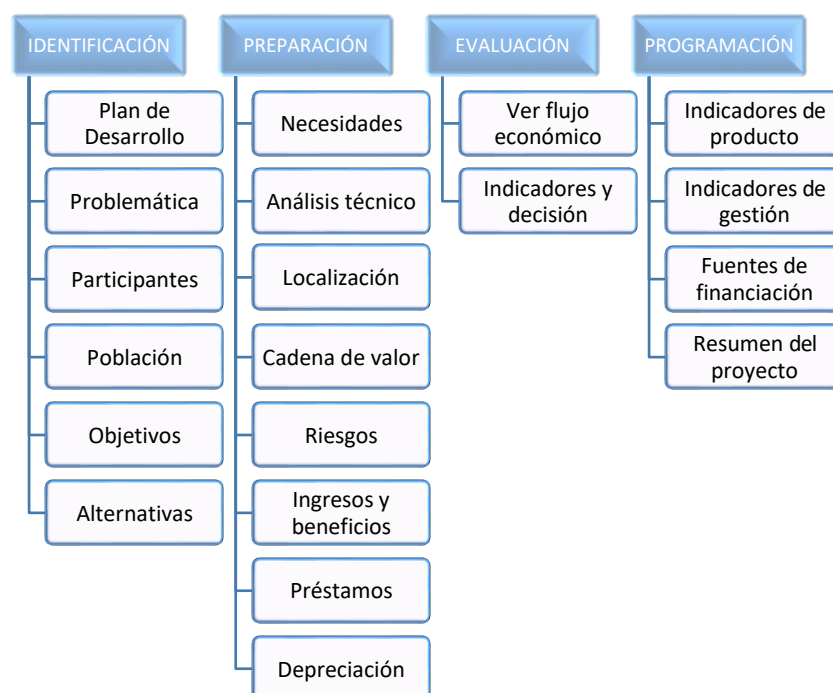 IDENTIFICACIÓN
Plan de
Desarrollo
Problemática
Participantes
Población
Objetivos
Alternativas
PREPARACIÓN
Necesidades
Análisis técnico
Localización
Cadena de valor
Riesgos
Ingresos y
beneficios
Préstamos
Depreciación
EVALUACIÓN
Ver flujo
económico
Indicadores y
decisión
PROGRAMACIÓN
Indicadores de
producto
Indicadores de
gestión
Fuentes de
financiación
Resumen del
proyecto